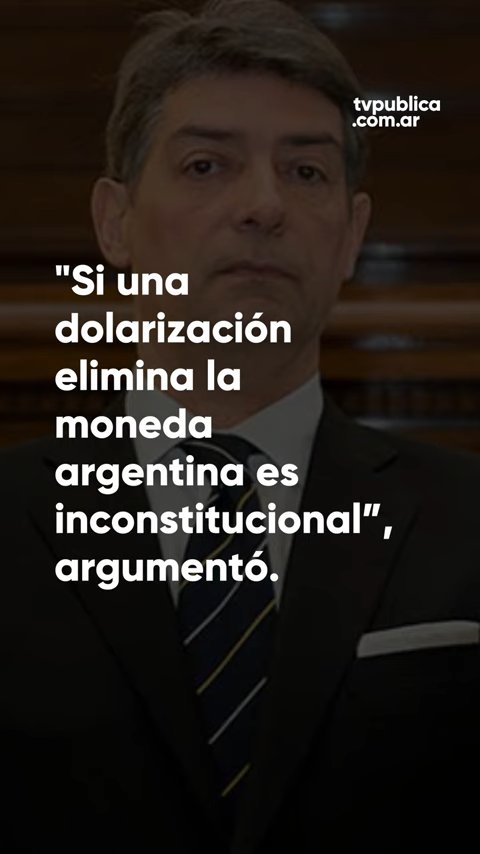 tvpublica
.com.ar
"Si una
dolarización
elimina la
moneda
argentina es
inconstitucional”,
argumentó.